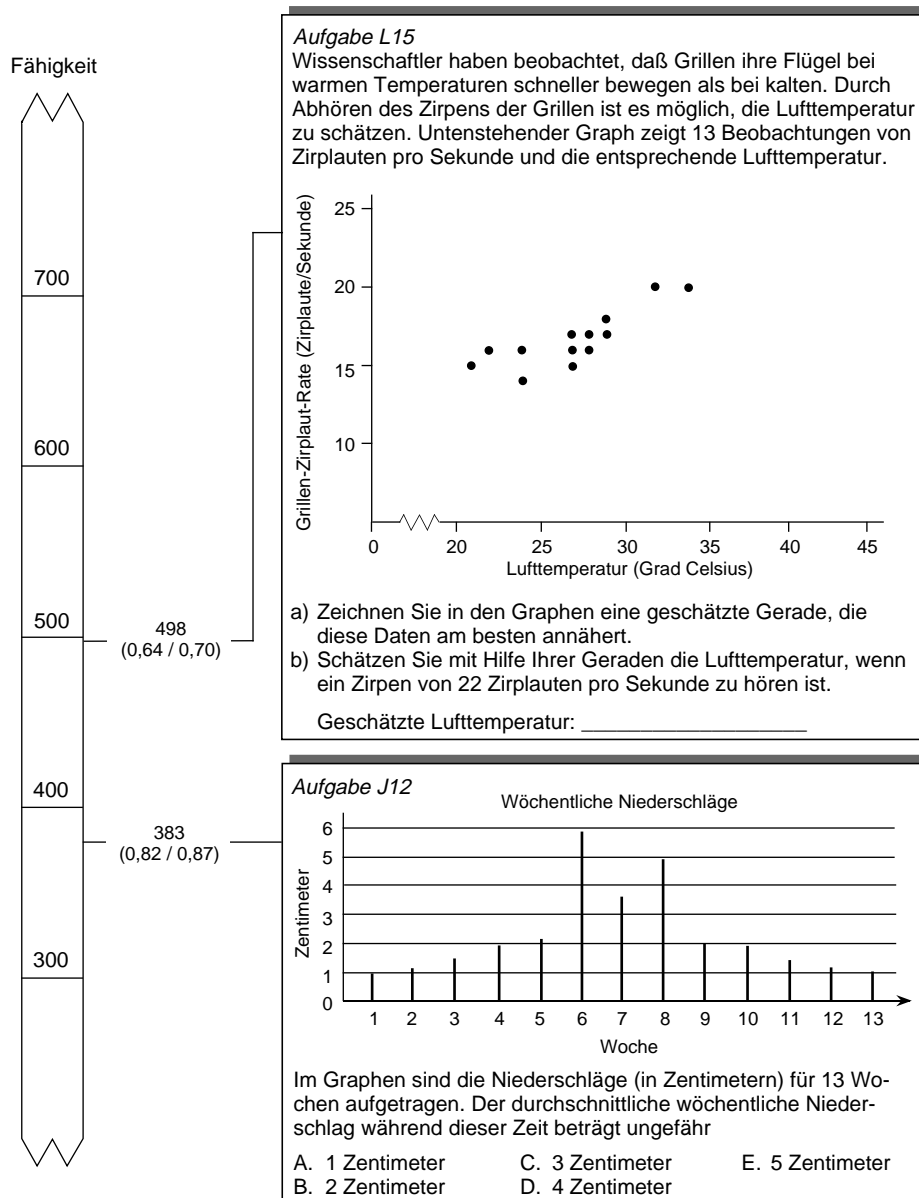 Fähigkeit
700
600
500
400
300
498
(0,64 / 0,70)
383
(0,82 / 0,87)
Aufgabe L15
Wissenschaftler haben beobachtet, daß Grillen ihre Flügel bei
warmen Temperaturen schneller bewegen als bei kalten. Durch
Abhören des Zirpens der Grillen ist es möglich, die Lufttemperatur
zu schätzen. Untenstehender Graph zeigt 13 Beobachtungen von
Zirplauten pro Sekunde und die entsprechende Lufttemperatur.
Grillen-Zirplaut-Rate (Zirplaute/Sekunde)
25
20
15
10
0 20 25 30 35 40 45
Lufttemperatur (Grad Celsius)
a) Zeichnen Sie in den Graphen eine geschätzte Gerade, die
diese Daten am besten annähert.
b) Schätzen Sie mit Hilfe Ihrer Geraden die Lufttemperatur, wenn
ein Zirpen von 22 Zirplauten pro Sekunde zu hören ist.
Geschätzte Lufttemperatur: ____________________
Aufgabe J12
Wöchentliche Niederschläge
Zentimeter
6
5
4
3
2
1
0
1 2 3 4 5 6 7 8 9 10 11 12 13
Woche
Im Graphen sind die Niederschläge (in Zentimetern) für 13 Wo-
chen aufgetragen. Der durchschnittliche wöchentliche Nieder-
schlag während dieser Zeit beträgt ungefähr
A. 1 Zentimeter C. 3 Zentimeter E. 5 Zentimeter
B. 2 Zentimeter D. 4 Zentimeter